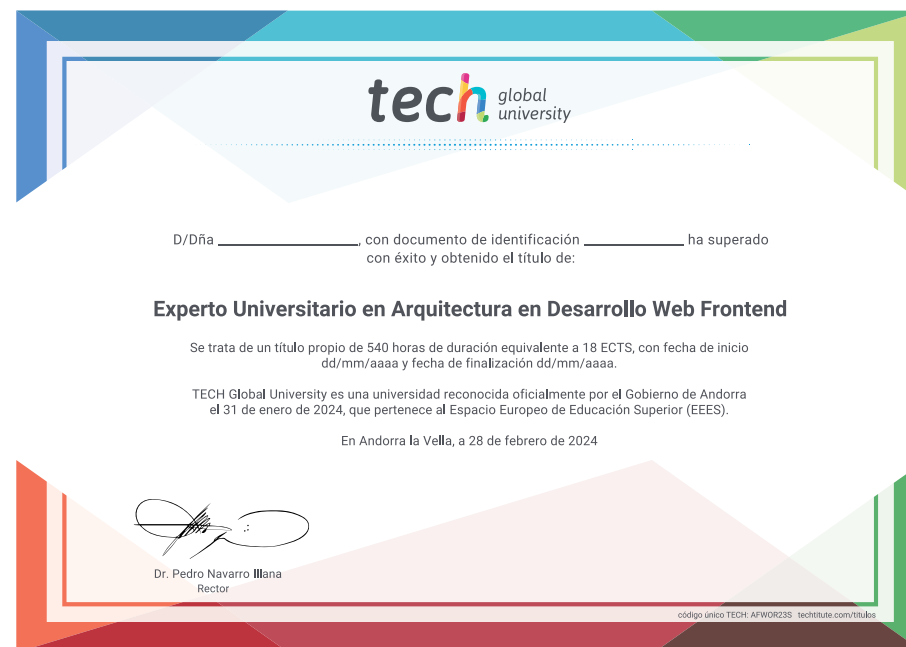 tech global
university
D/Dña ______________, con documento de identificación __________ ha superado
con éxito y obtenido el título de:
Experto Universitario en Arquitectura en Desarrollo Web Frontend
Se trata de un título propio de 540 horas de duración equivalente a 18 ECTS, con fecha de inicio
dd/mm/aaaa y fecha de finalización dd/mm/aaaa.
TECH Global University es una universidad reconocida oficialmente por el Gobierno de Andorra
el 31 de enero de 2024, que pertenece al Espacio Europeo de Educación Superior (EEES).
En Andorra la Vella, a 28 de febrero de 2024
Dr. Pedro Navarro Illana
Rector
código único TECH: AFWOR23S techtitute.com/titulos